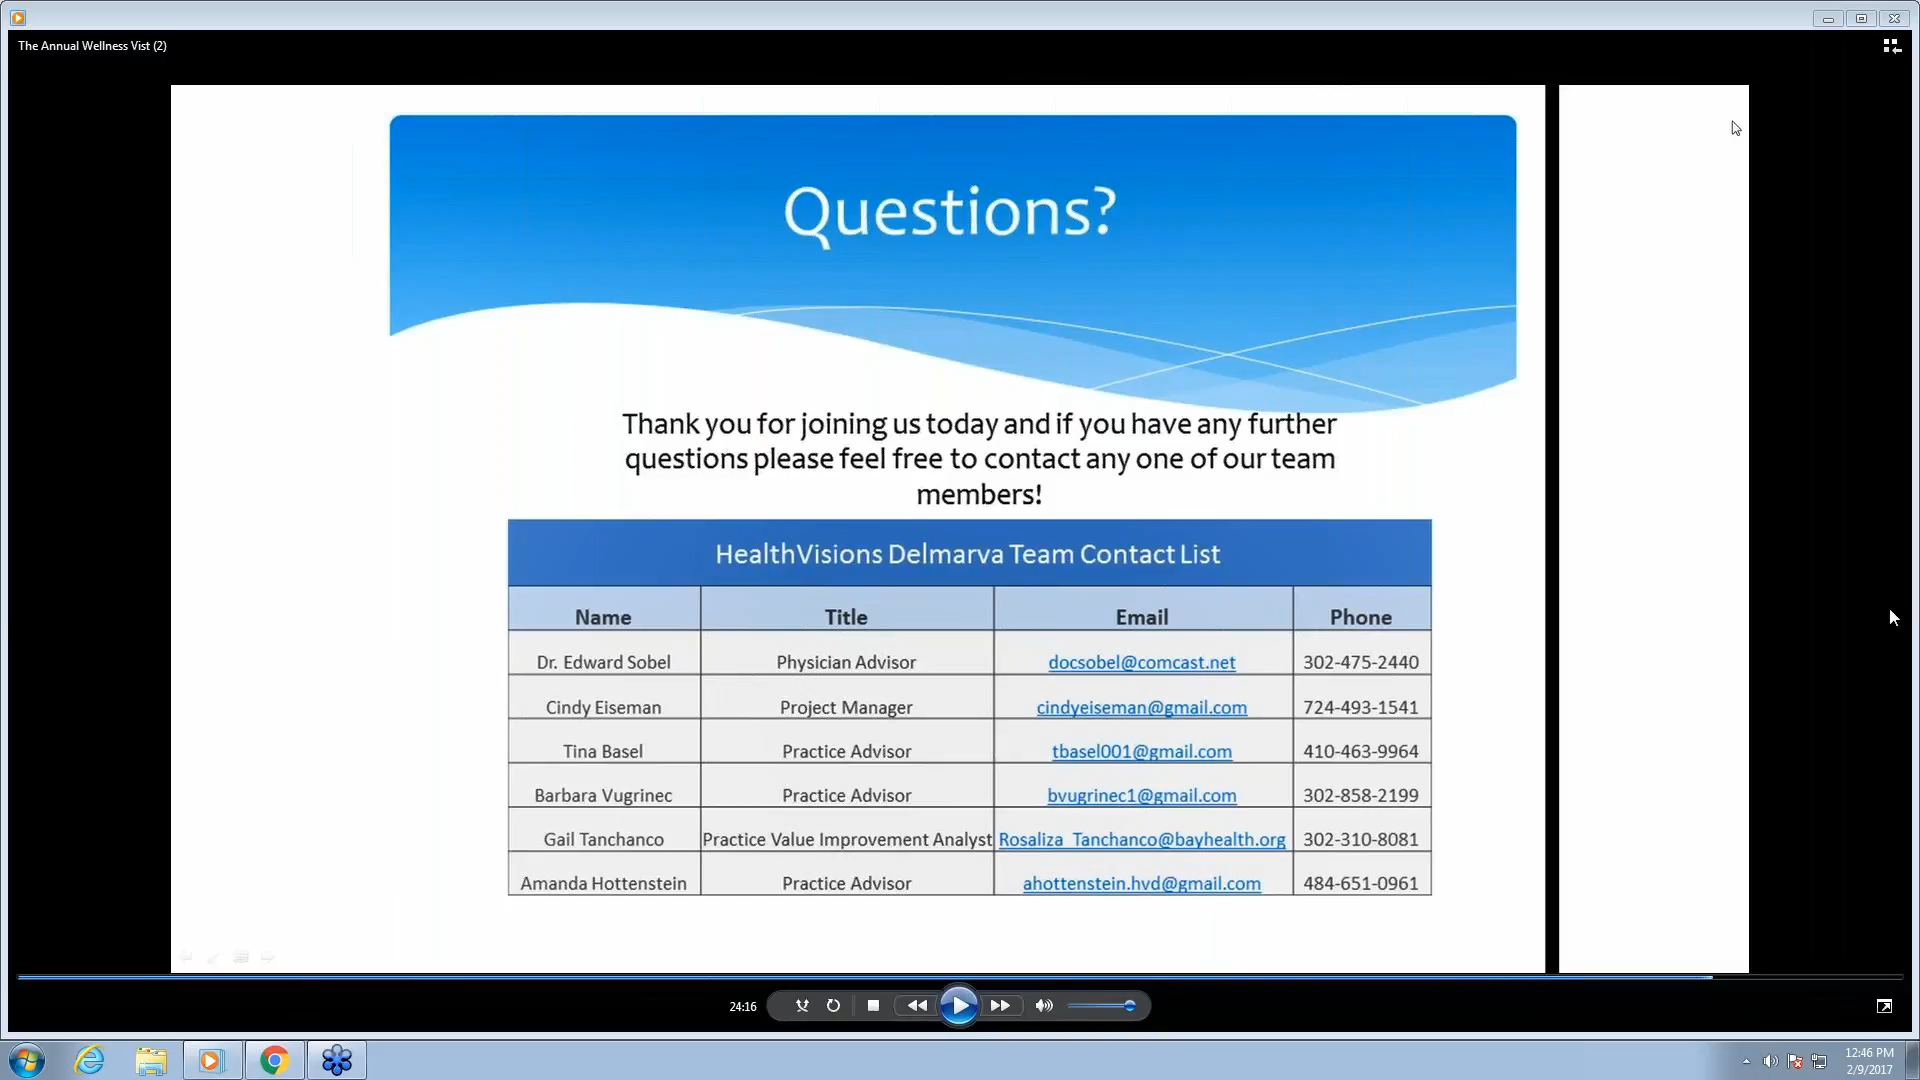 The Annual Wellness Vist (2)
Questions?
Thank you for joining us today and if you have any further
questions please feel free to contact any one of our team
members!
HealthVisions Delmarva Team Contact List
Name Title Email Phone
Dr. Edward Sobel Physician Advisor docsobel@comcast.net 302-475-2440
Cindy Eiseman Project Manager cindyeiseman@gmail.com 724-493-1541
Tina Basel Practice Advisor tbasel001@gmail.com 410-463-9964
Barbara Vugrinec Practice Advisor bvugrinec1@gmail.com 302-858-2199
Gail Tanchanco Practice Value Improvement Analyst Rosaliza_Tanchanco@bayhealth.org 302-310-8081
Amanda Hottenstein Practice Advisor ahottenstein.hvd@gmail.com 484-651-0961
24:16
12:46 PM
2/9/2017